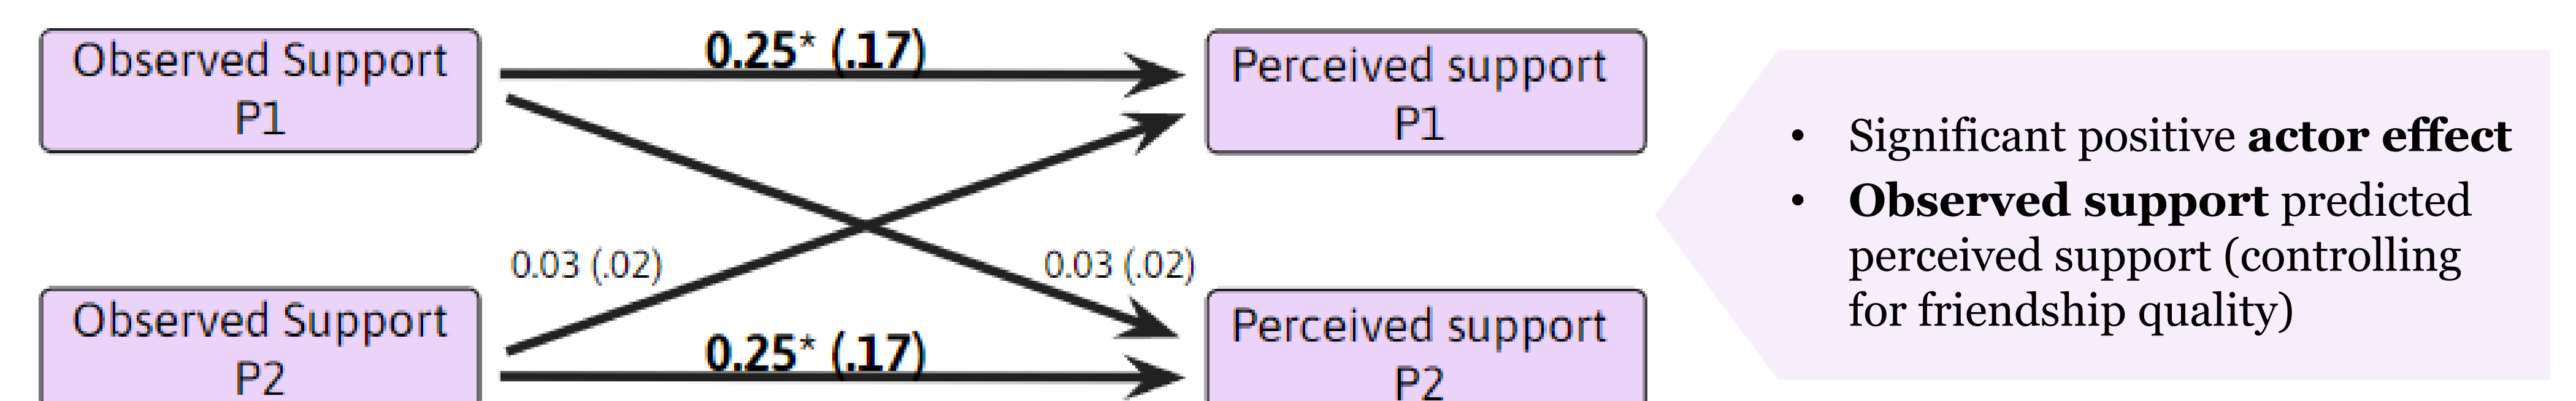 Observed Support
P1
0.25* (.17)
Perceived support
P1
0.03 (.02)
0.03 (.02)
Observed Support
P2
0.25* (.17)
Perceived support
P2
• Significant positive actor effect
• Observed support predicted
perceived support (controlling
for friendship quality)